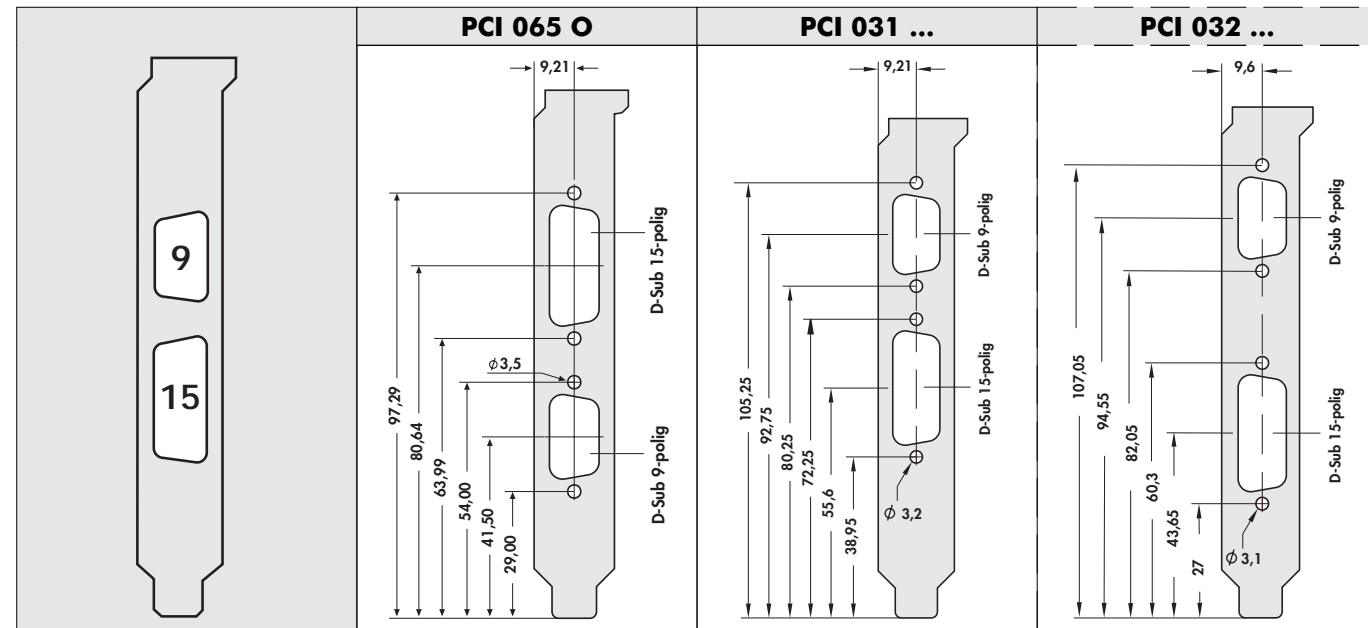 PCI 065 O
PCI 031 ...
PCI 032 ...
9
15
9,21
D-Sub 15-polig
ϕ3,5
97,29
80,64
63,99
54,00
41,50
29,00
D-Sub 9-polig
9,21
D-Sub 9-polig
105,25
92,75
80,25
72,25
55,6
38,95
D-Sub 15-polig
ϕ 3,2
9,6
D-Sub 9-polig
107,05
94,55
82,05
60,3
43,65
27
D-Sub 15-polig
ϕ 3,1